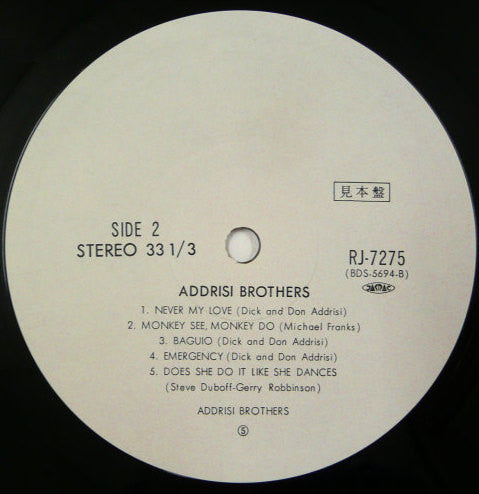 見本盤
SIDE 2
STEREO 33 1/3
RJ-7275
(BDS-5694-B)
JASRAC
ADDRISI BROTHERS
1. NEVER MY LOVE (Dick and Don Addrisi)
2. MONKEY SEE, MONKEY DO (Michael Franks)
3. BAGUIO (Dick and Don Addrisi)
4. EMERGENCY (Dick and Don Addrisi)
5. DOES SHE DO IT LIKE SHE DANCES
(Steve Duboff-Gerry Robbinson)
ADDRISI BROTHERS
Ⓢ